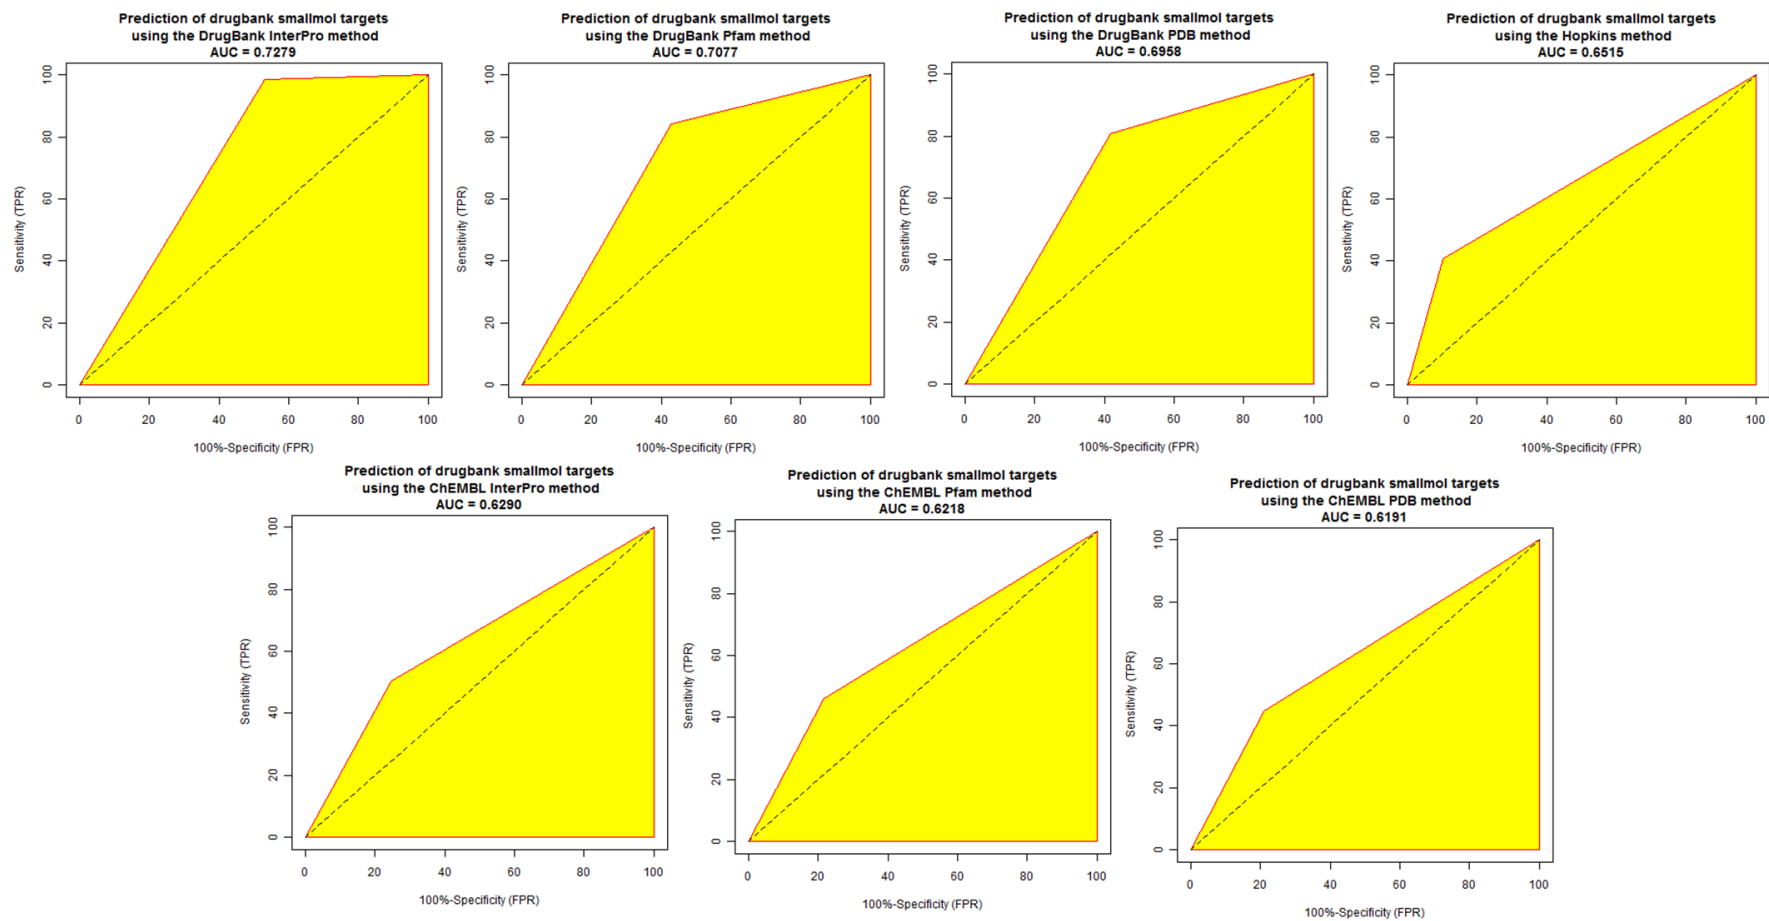 Prediction of drugbank smallmol targets
using the DrugBank InterPro method
AUC = 0.7279
100
80
60
40
20
0
Sensitivity (TPR)
0 20 40 60 80 100
100%-Specificity (FPR)
Prediction of drugbank smallmol targets
using the DrugBank Pfam method
AUC = 0.7077
100
80
60
40
20
0
Sensitivity (TPR)
0 20 40 60 80 100
100%-Specificity (FPR)
Prediction of drugbank smallmol targets
using the DrugBank PDB method
AUC = 0.6958
100
80
60
40
20
0
Sensitivity (TPR)
0 20 40 60 80 100
100%-Specificity (FPR)
Prediction of drugbank smallmol targets
using the Hopkins method
AUC = 0.6515
100
80
60
40
20
0
Sensitivity (TPR)
0 20 40 60 80 100
100%-Specificity (FPR)
Prediction of drugbank smallmol targets
using the ChEMBL InterPro method
AUC = 0.6290
100
80
60
40
20
0
Sensitivity (TPR)
0 20 40 60 80 100
100%-Specificity (FPR)
Prediction of drugbank smallmol targets
using the ChEMBL Pfam method
AUC = 0.6218
100
80
60
40
20
0
Sensitivity (TPR)
0 20 40 60 80 100
100%-Specificity (FPR)
Prediction of drugbank smallmol targets
using the ChEMBL PDB method
AUC = 0.6191
100
80
60
40
20
0
Sensitivity (TPR)
0 20 40 60 80 100
100%-Specificity (FPR)